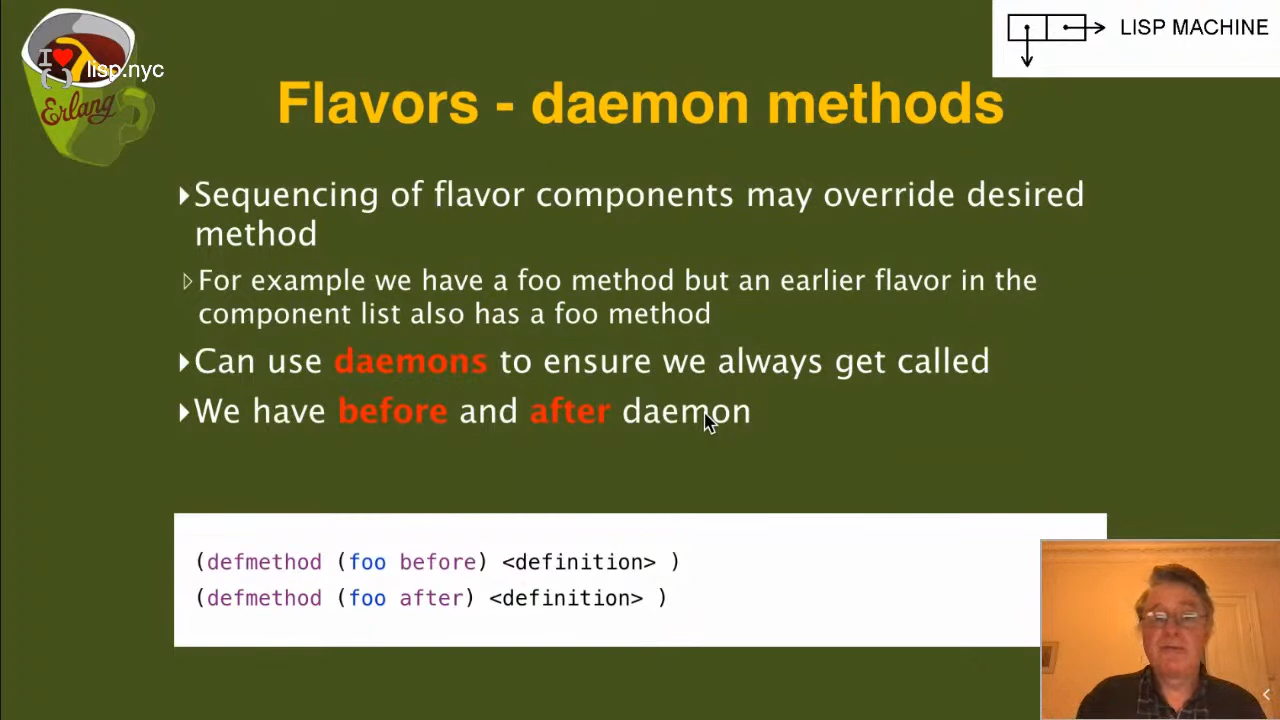 LISP MACHINE
I
lisp.nyc
Erlang
Flavors - daemon methods
Sequencing of flavor components may override desired
method
For example we have a foo method but an earlier flavor in the
component list also has a foo method
Can use daemons to ensure we always get called
We have before and after daemon
(defmethod (foo before) <definition> )
(defmethod (foo after) <definition> )